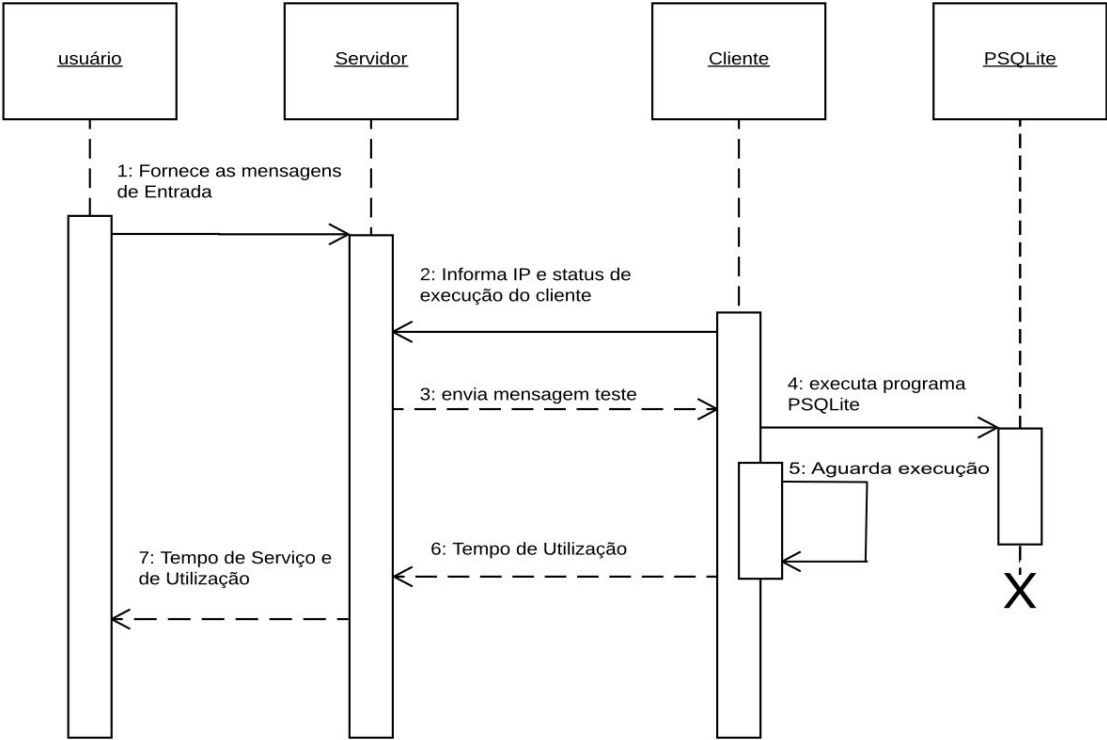 usuário
Servidor
Cliente
PSQLite
1: Fornece as mensagens
de Entrada
2: Informa IP e status de
execução do cliente
3: envia mensagem teste
4: executa programa
PSQLite
5: Aguarda execução
6: Tempo de Utilização
7: Tempo de Serviço e
de Utilização
X